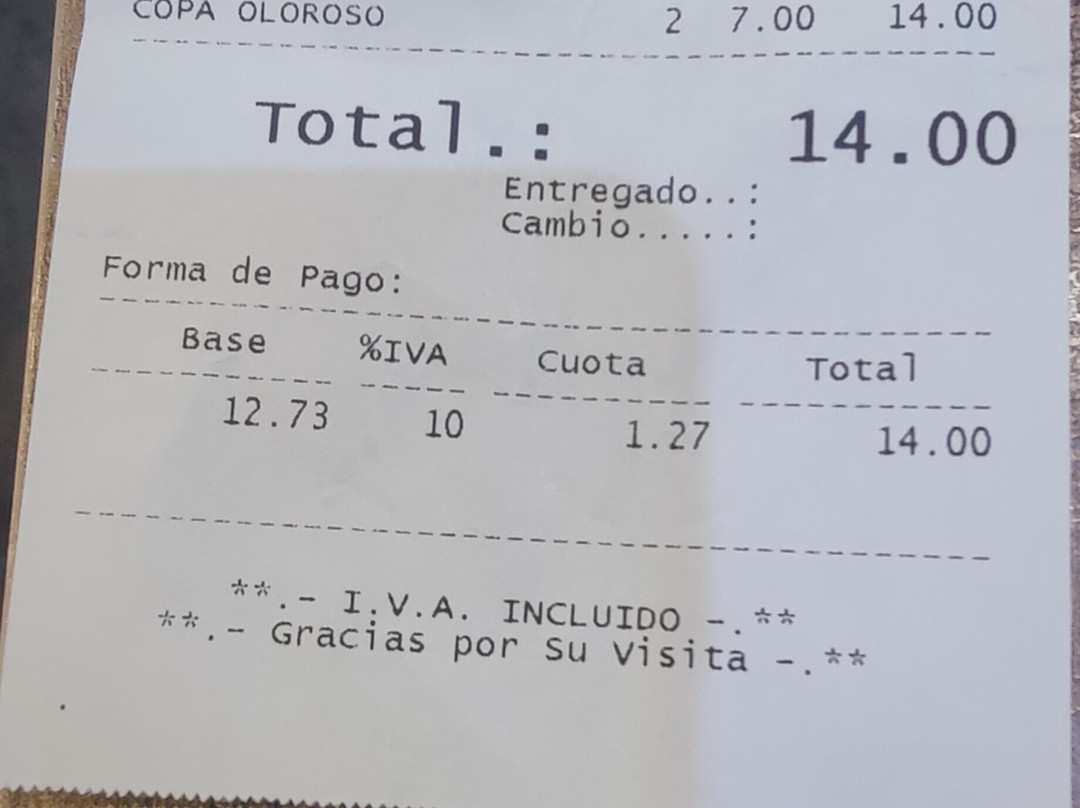 COPA OLOROSO 2 7.00 14.00
Total.: 14.00
Entregado..:
Cambio.....:
Forma de Pago:
Base %IVA Cuota Total
12.73 10 1.27 14.00
**.- I.V.A. INCLUIDO -.**
**.- Gracias por Su Visita -.**